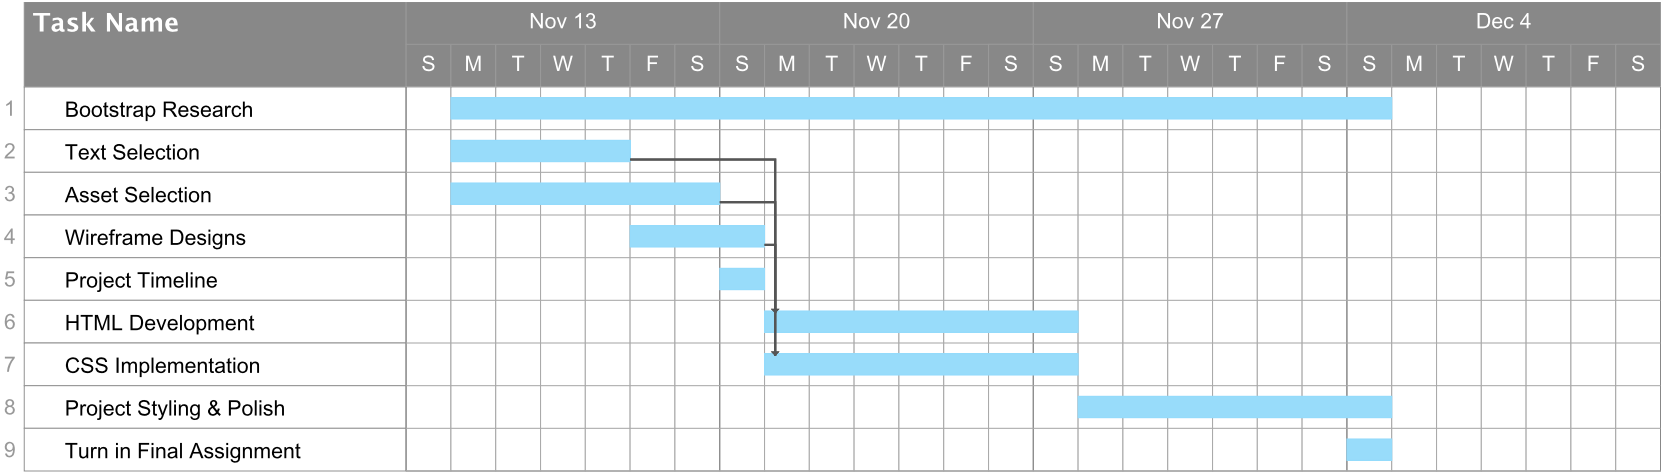 Task Name
Nov 13 Nov 20 Nov 27 Dec 4
S M T W T F S S M T W T F S S M T W T F S S M T W T F S
1 Bootstrap Research
2 Text Selection
3 Asset Selection
4 Wireframe Designs
5 Project Timeline
6 HTML Development
7 CSS Implementation
8 Project Styling & Polish
9 Turn in Final Assignment